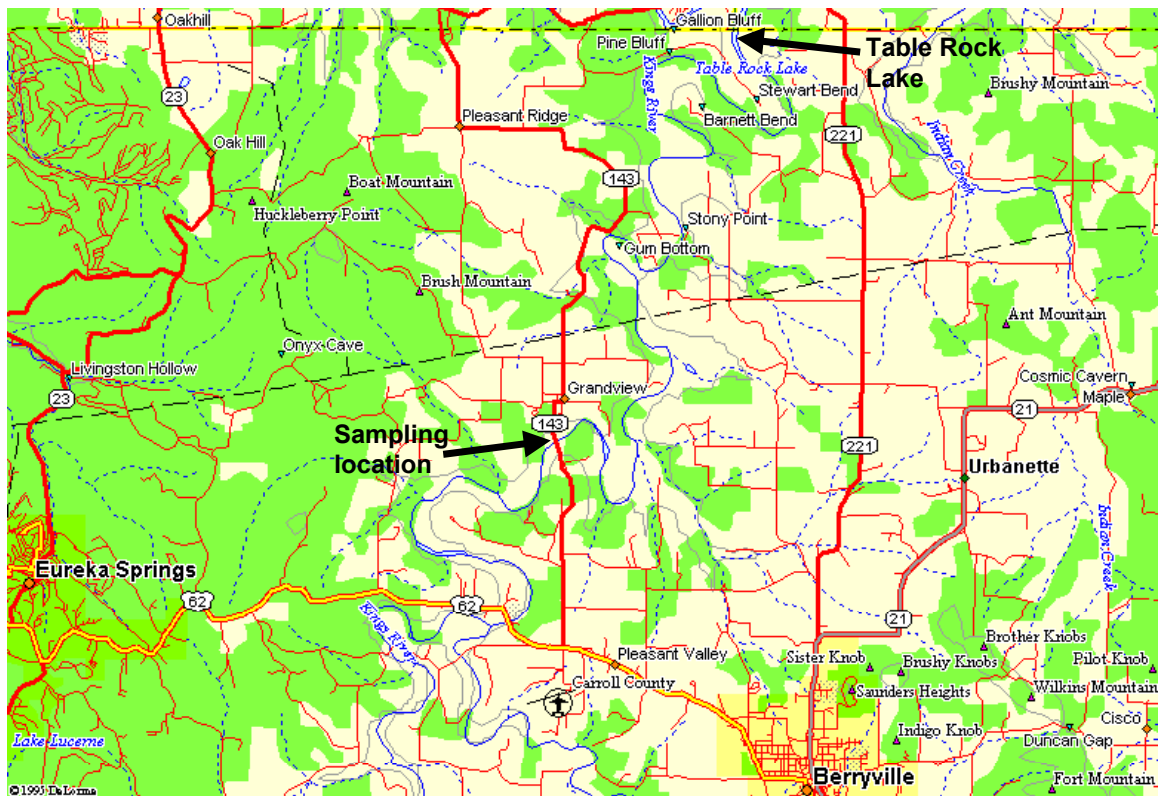 Oakhill
Gallion Bluff
Pine Bluff
Table Rock
Lake
Table Rock Lake
Kings River
23
Stewart Bend
Brushy Mountain
Barnett Bend
Pleasant Ridge
221
Indian Creek
Oak Hill
143
Boat Mountain
Huckleberry Point
Stony Point
Gum Bottom
Brush Mountain
Ant Mountain
Onyx Cave
Livingston Hollow
Cosmic Cavern
Maple
23
Grandview
21
143
Sampling
location
221
Urbanette
Indian Creek
Eureka Springs
62
62
Kings River
21
Brother Knobs
Pleasant Valley
Sister Knob
Brushy Knobs
Pilot Knob
Carroll County
Saunders Heights
Wilkins Mountain
Cisco
Lake Lucerne
Indigo Knob
Duncan Gap
Berryville
Fort Mountain
©1995 DeLorme